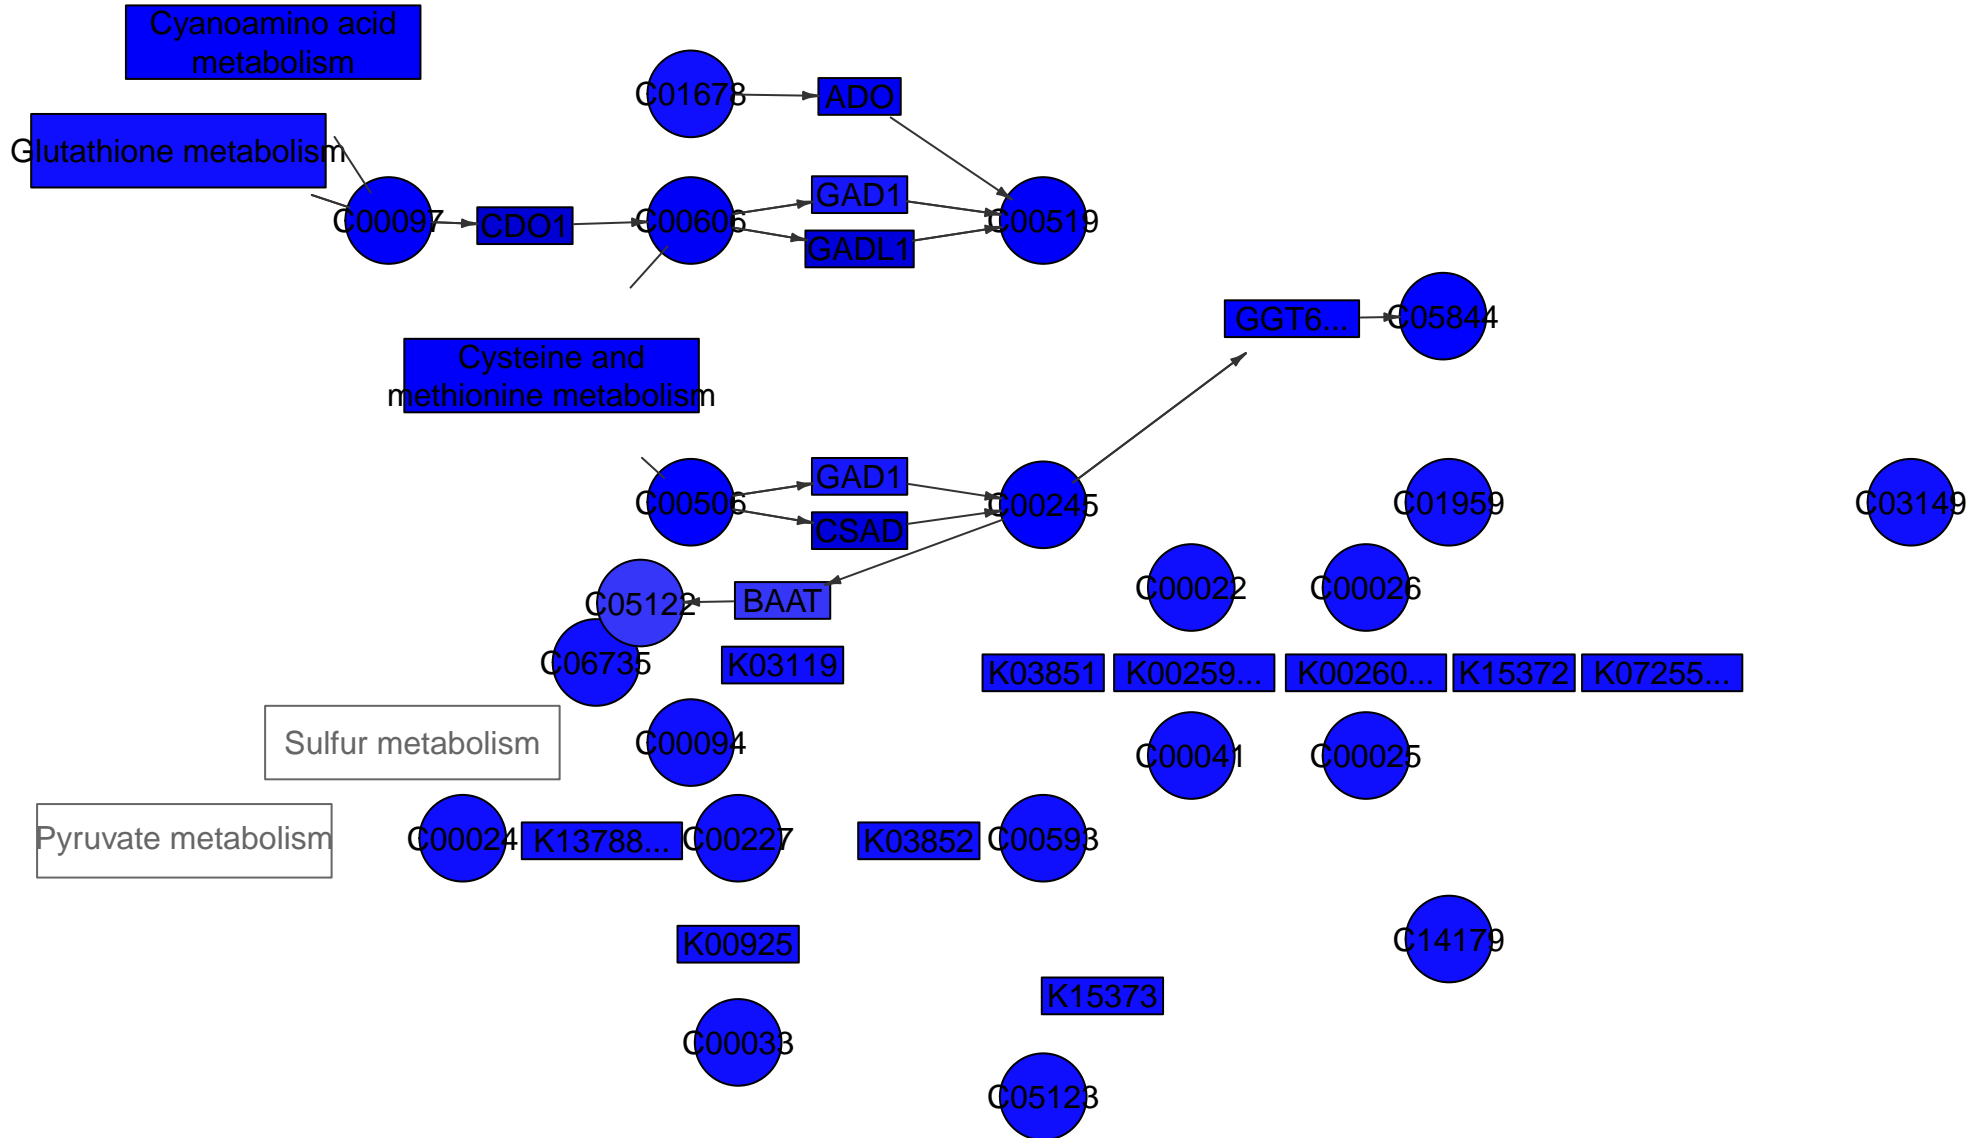 Cyanoamino acid
metabolism
C01678
ADO
Glutathione metabolism
GAD1
C00097
CDO1
C00606
C00519
GADL1
GGT6...
C05844
Cysteine and
methionine metabolism
GAD1
C00506
C00245
C01959
C03149
CSAD
C00022
C00026
C05122
BAAT
C06735
K03119
K03851
K00259...
K00260...
K15372
K07255...
Sulfur metabolism
C00094
C00041
C00025
Pyruvate metabolism
C00024
K13788...
C00227
K03852
C00593
K00925
C14179
K15373
C00033
C05123